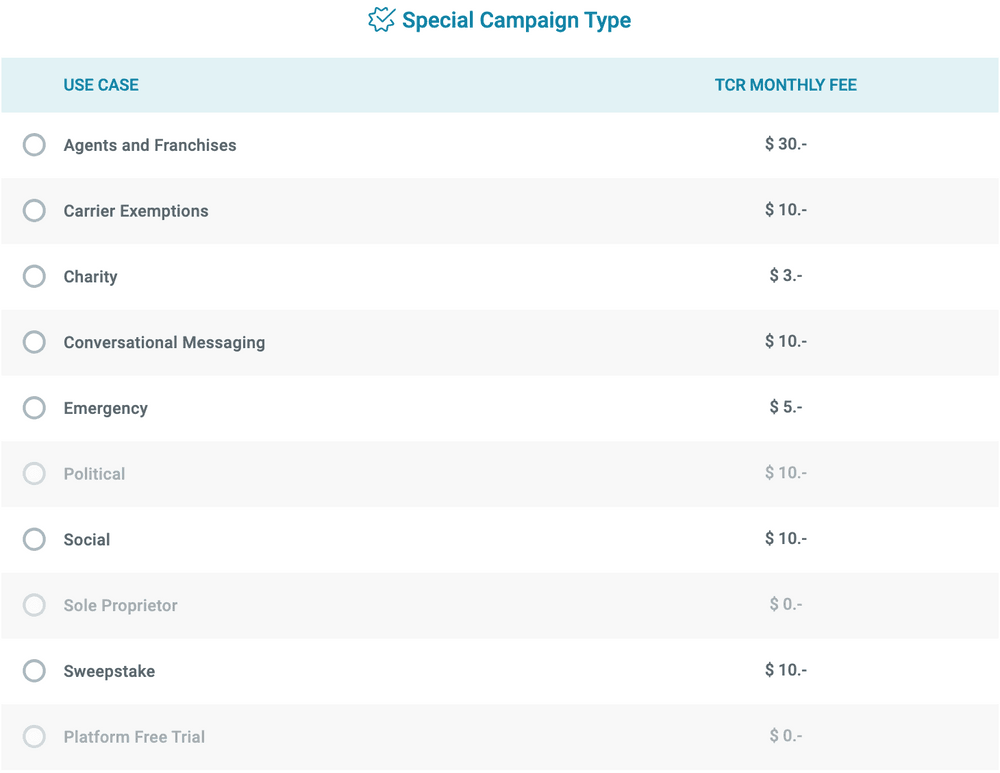 Special Campaign Type
USE CASE TCR MONTHLY FEE
Agents and Franchises $ 30.-
Carrier Exemptions $ 10.-
Charity $ 3.-
Conversational Messaging $ 10.-
Emergency $ 5.-
Political $ 10.-
Social $ 10.-
Sole Proprietor $ 0.-
Sweepstake $ 10.-
Platform Free Trial $ 0.-